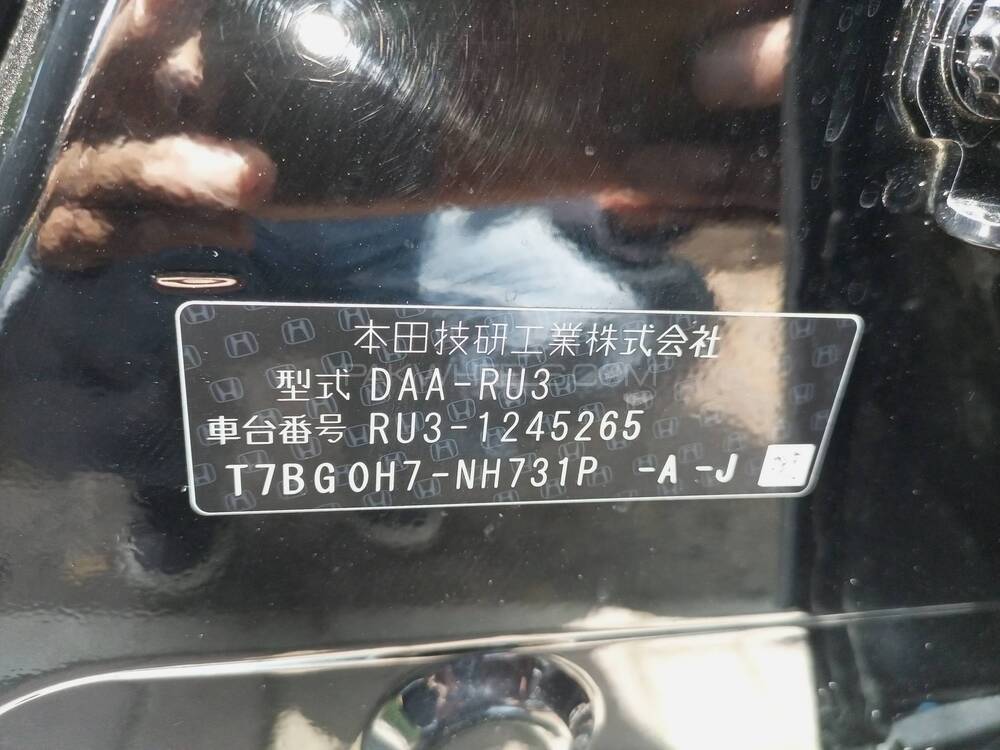 本田技研工業株式会社
型式 DAA-RU3
車台番号 RU3-1245265
T7BG0H7-NH731P -A -J